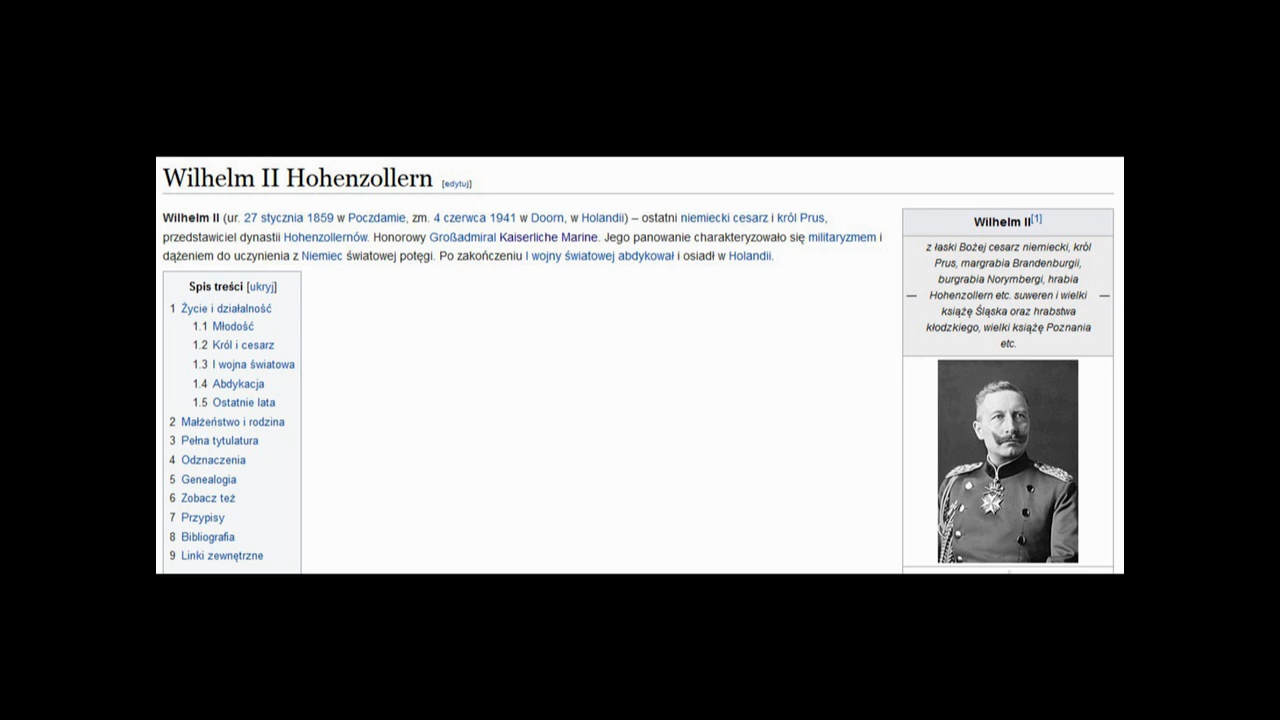 Wilhelm II Hohenzollern [edytuj]
Wilhelm II (ur. 27 stycznia 1859 w Poczdamie, zm. 4 czerwca 1941 w Doorn, w Holandii) – ostatni niemiecki cesarz i król Prus,
przedstawiciel dynastii Hohenzollernów. Honorowy Großadmiral Kaiserliche Marine. Jego panowanie charakteryzowało się militaryzmem i
dążeniem do uczynienia z Niemiec światowej potęgi. Po zakończeniu I wojny światowej abdykował i osiadł w Holandii.
Spis treści [ukryj]
1 Życie i działalność
1.1 Młodość
1.2 Król i cesarz
1.3 I wojna światowa
1.4 Abdykacja
1.5 Ostatnie lata
2 Małżeństwo i rodzina
3 Pełna tytulatura
4 Odznaczenia
5 Genealogia
6 Zobacz też
7 Przypisy
8 Bibliografia
9 Linki zewnętrzne
Wilhelm II[1]
z łaski Bożej cesarz niemiecki, król
Prus, margrabia Brandenburgii,
burgrabia Norymbergi, hrabia
— Hohenzollern etc. suweren i wielki —
książę Śląska oraz hrabstwa
kłodzkiego, wielki książę Poznania
etc.